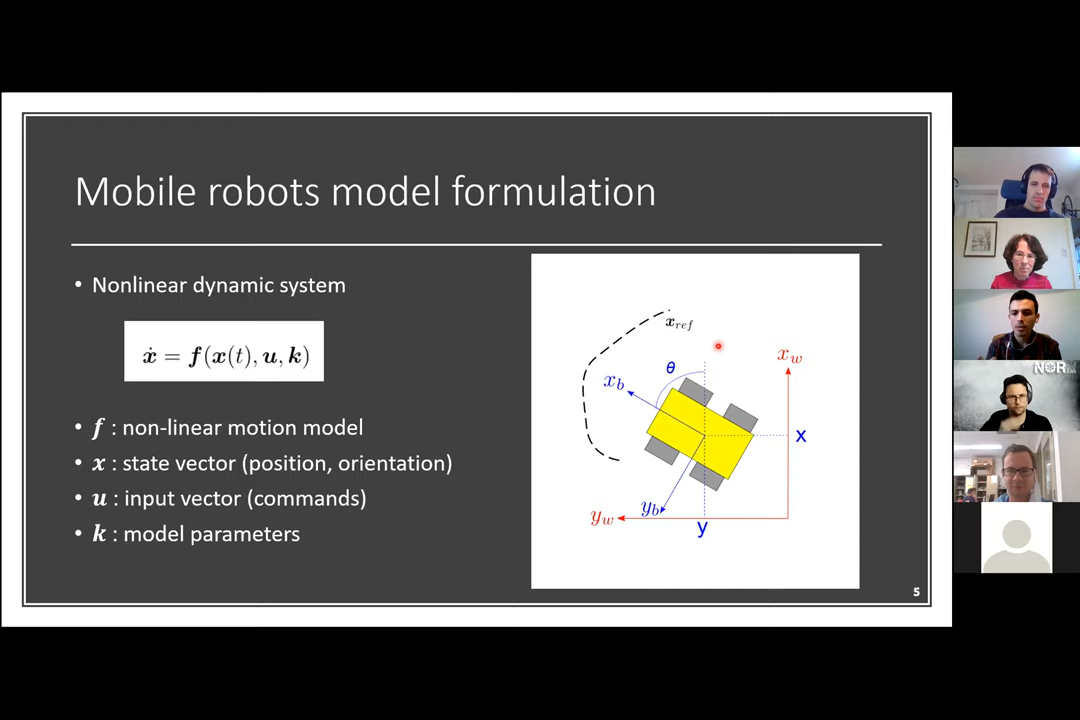 Mobile robots model formulation
• Nonlinear dynamic system
ẋ = f(x(t), u, k)
• f : non-linear motion model
• x : state vector (position, orientation)
• u : input vector (commands)
• k : model parameters
x_ref
θ
x_b
x_w
x
y_b
y_w
y
5
NOR